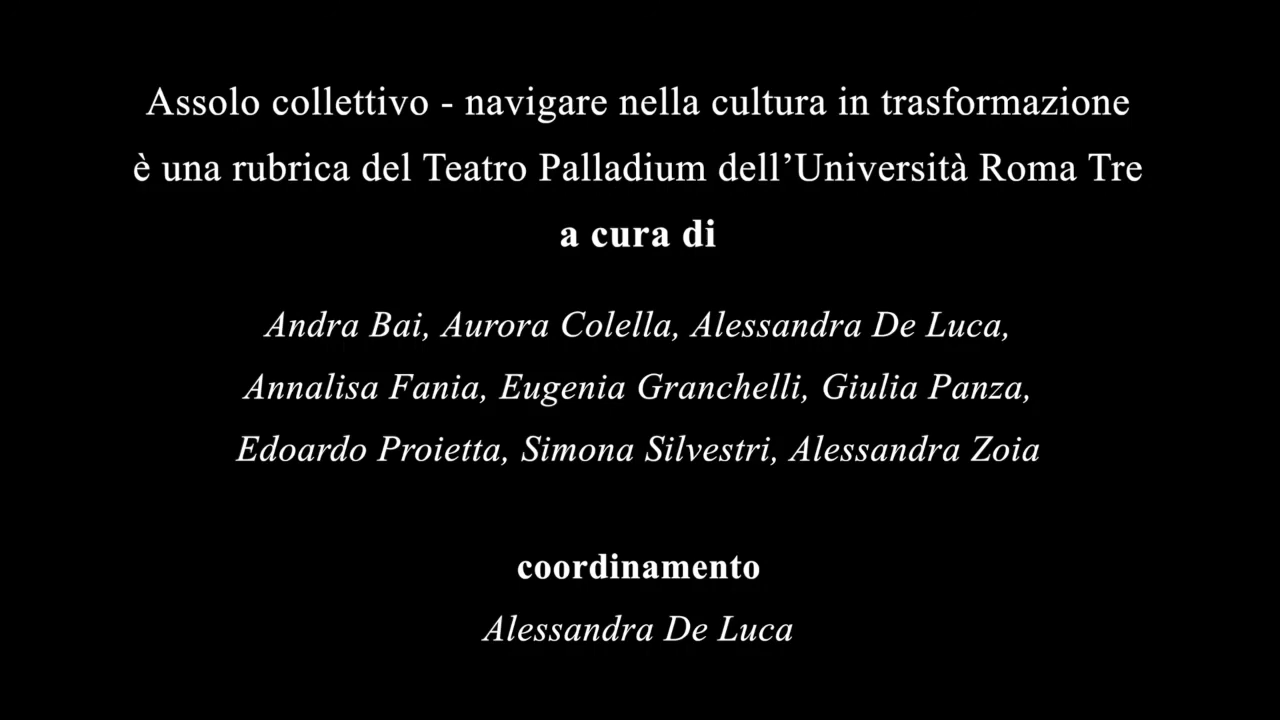 Assolo collettivo - navigare nella cultura in trasformazione
è una rubrica del Teatro Palladium dell’Università Roma Tre
a cura di
Andra Bai, Aurora Colella, Alessandra De Luca,
Annalisa Fania, Eugenia Granchelli, Giulia Panza,
Edoardo Proietta, Simona Silvestri, Alessandra Zoia
coordinamento
Alessandra De Luca